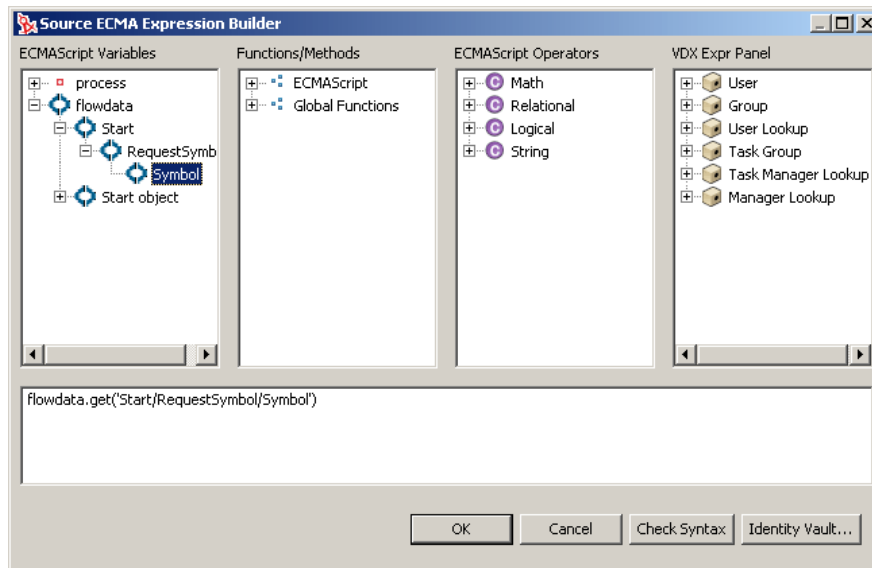 Source ECMA Expression Builder
ECMAScript Variables
process
flowdata
Start
RequestSymb
Symbol
Start object
Functions/Methods
ECMAScript
Global Functions
ECMAScript Operators
Math
Relational
Logical
String
VDX Expr Panel
User
Group
User Lookup
Task Group
Task Manager Lookup
Manager Lookup
flowdata.get('Start/RequestSymbol/Symbol')
OK
Cancel
Check Syntax
Identity Vault...